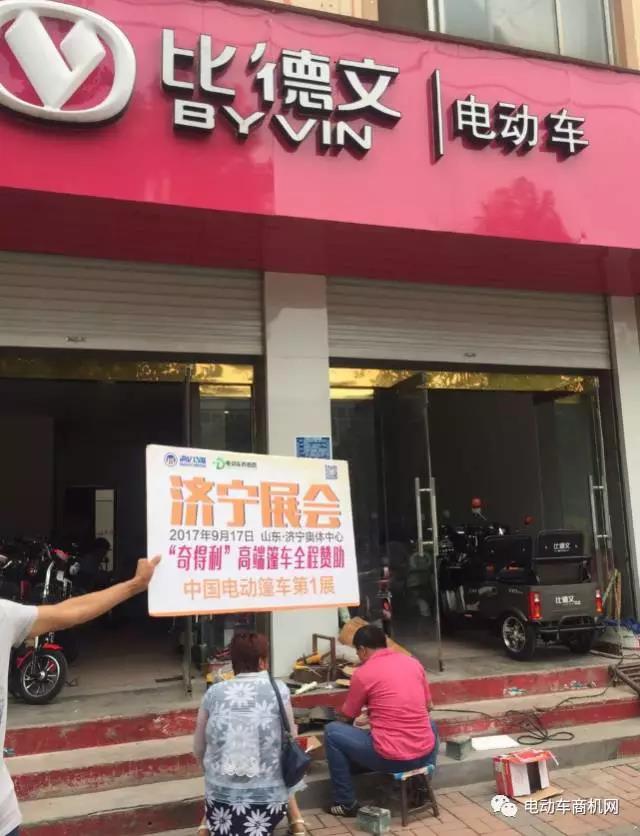 比德文
BYVIN
电动车
济宁展会
2017年9月17日 山东·济宁奥体中心
“奇得利”高端篷车全程赞助
中国电动篷车第1展
比德文
比德文
电动车商机网